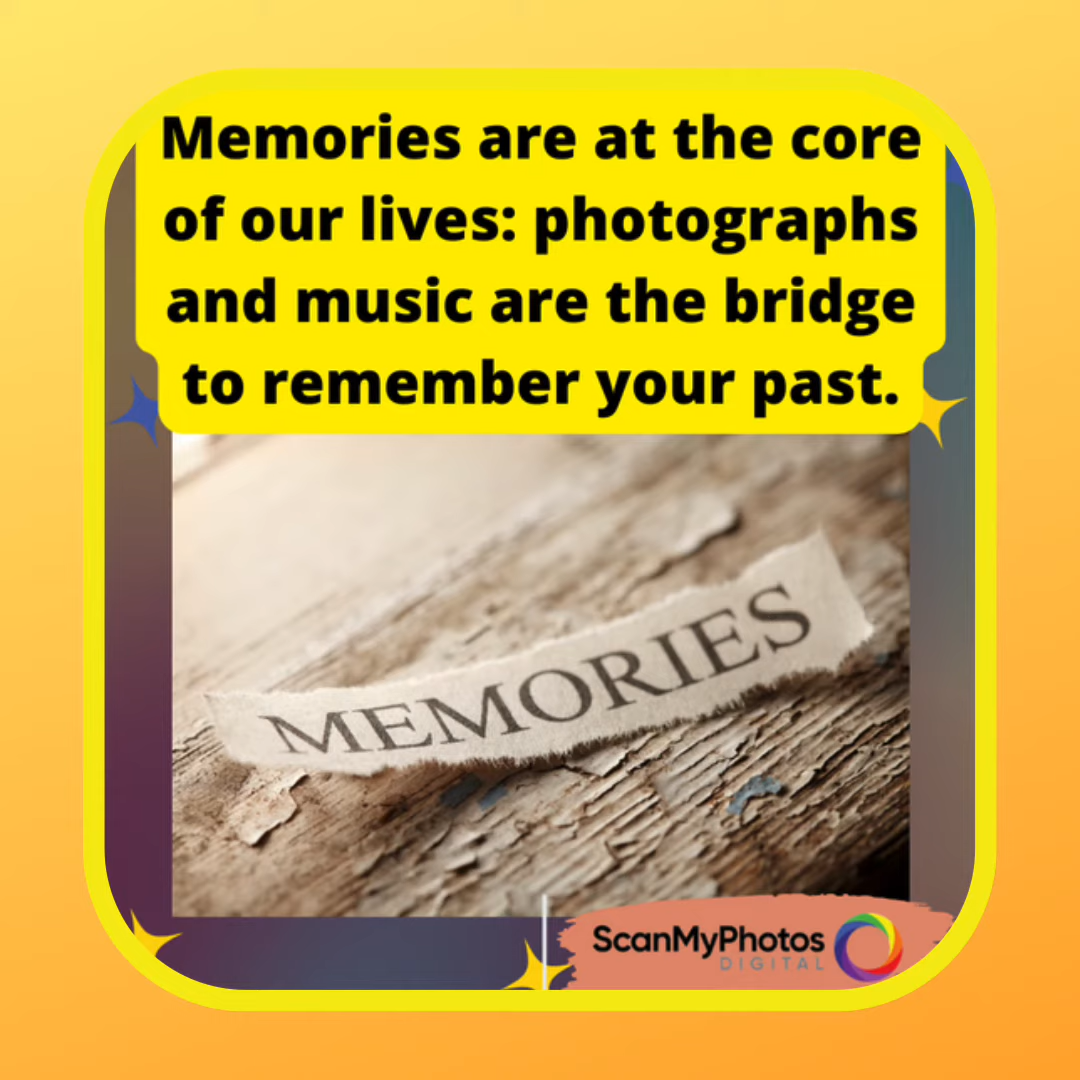 Memories are at the core
of our lives: photographs
and music are the bridge
to remember your past.
MEMORIES
ScanMyPhotos
DIGITAL